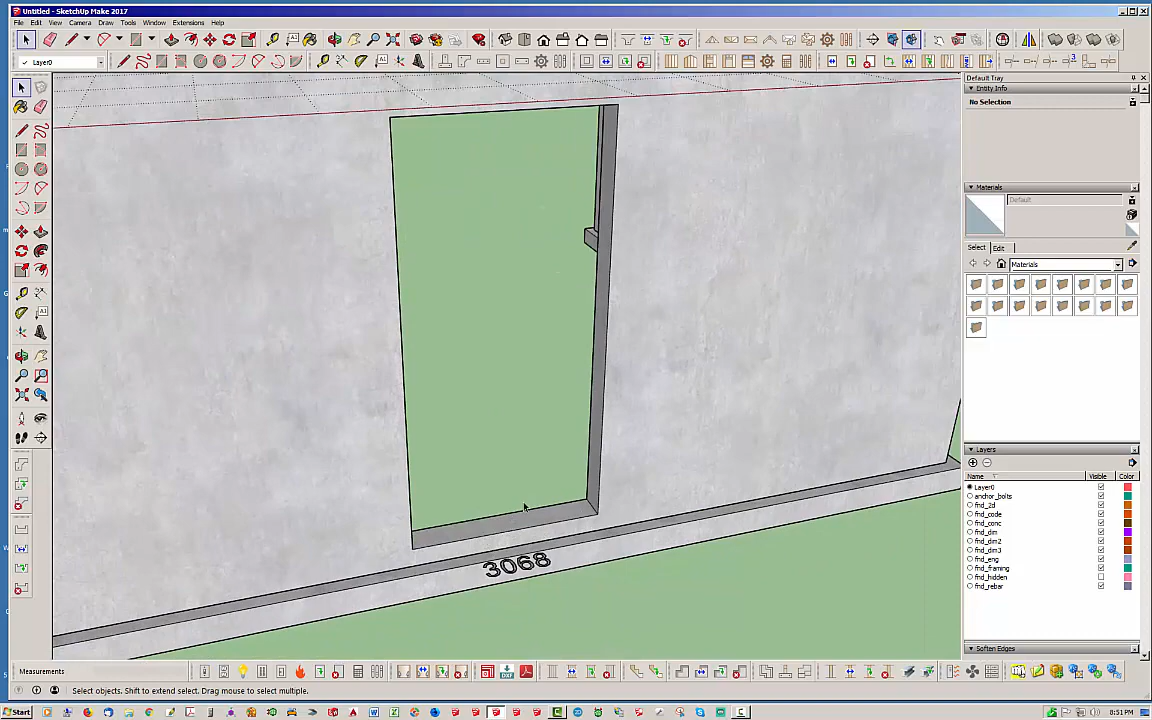 Untitled - SketchUp Make 2017
File Edit View Camera Draw Tools Window Extensions Help
Layer0
Default Tray
Entity Info
No Selection
Materials
Default
Select Edit
Materials
Layers
Name Visible Color
Layer0
anchor_bolts
fnd_2d
fnd_code
fnd_conc
fnd_dim
fnd_dim2
fnd_dim3
fnd_eng
fnd_framing
fnd_hidden
fnd_rebar
3068
Soften Edges
Measurements
Select objects. Shift to extend select. Drag mouse to select multiple.
Start
8:51 PM